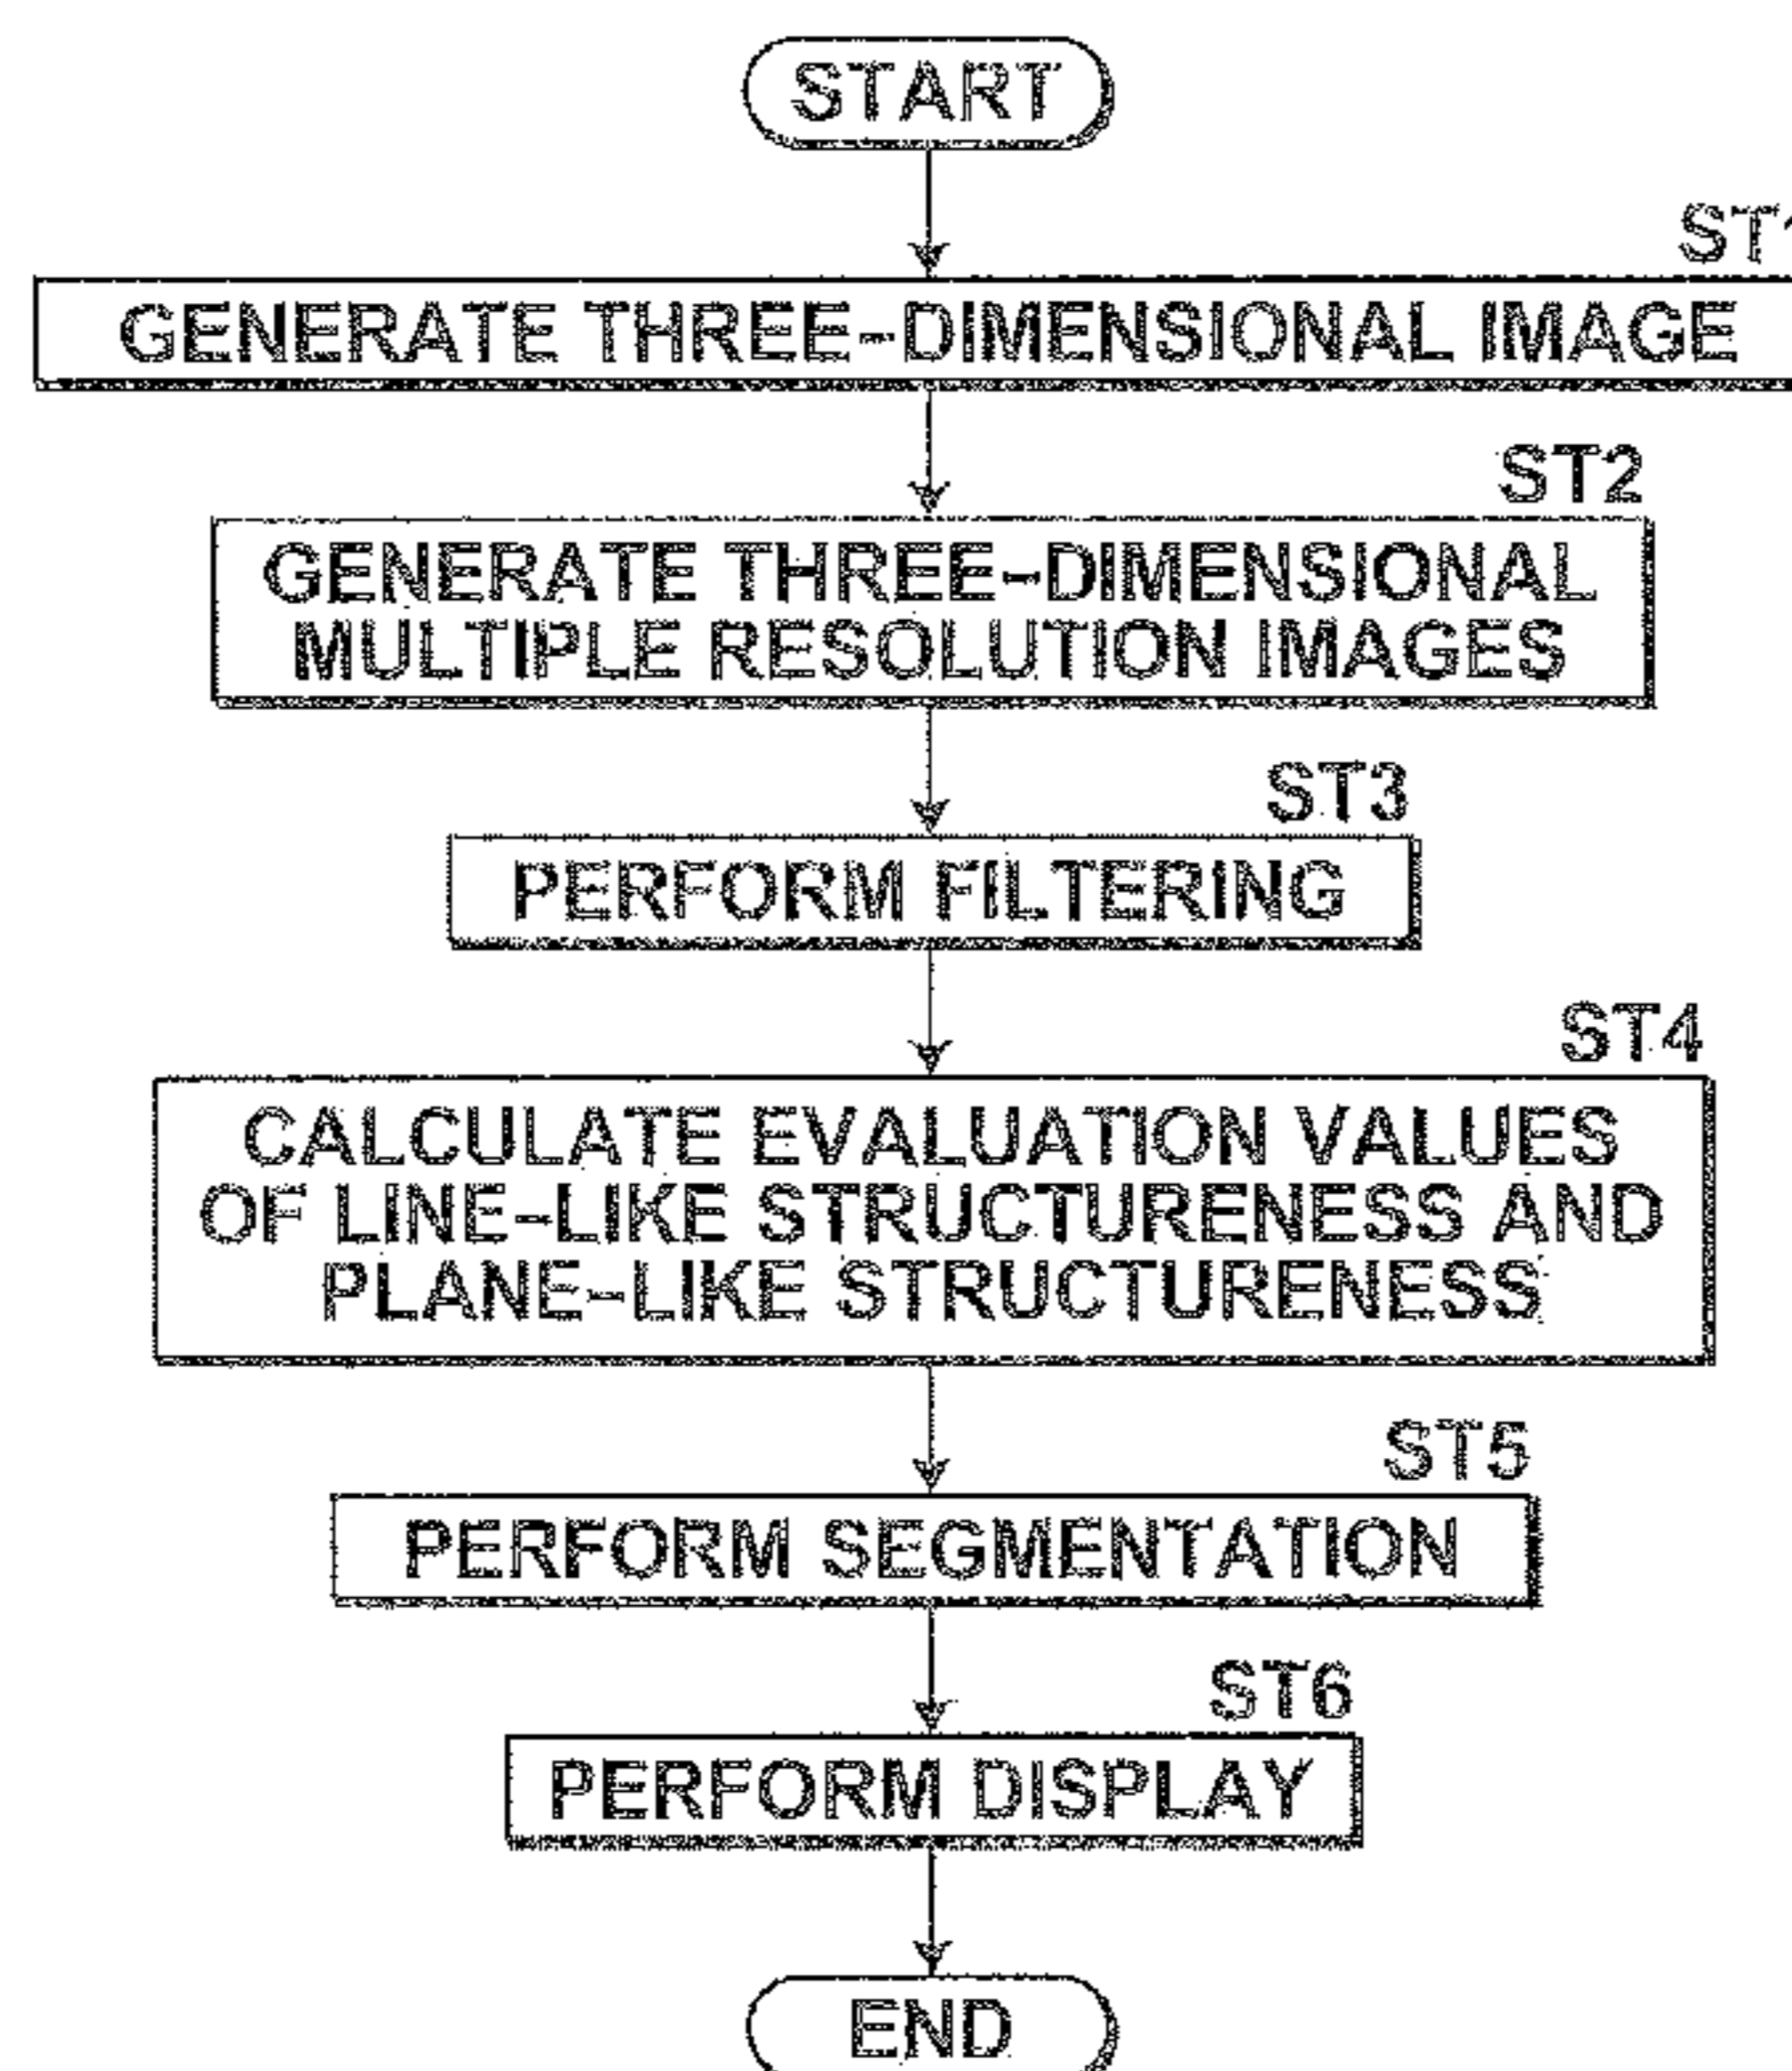 START
ST1
GENERATE THREE-DIMENSIONAL IMAGE
ST2
GENERATE THREE-DIMENSIONAL
MULTIPLE RESOLUTION IMAGES
ST3
PERFORM FILTERING
ST4
CALCULATE EVALUATION VALUES
OF LINE-LIKE STRUCTURENESS AND
PLANE-LIKE STRUCTURENESS
ST5
PERFORM SEGMENTATION
ST6
PERFORM DISPLAY
END